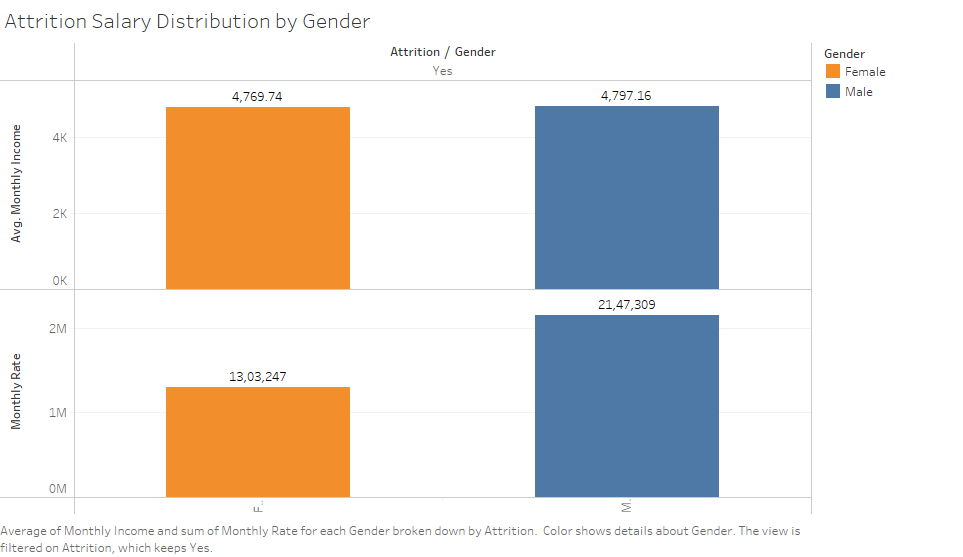 Attrition Salary Distribution by Gender
Attrition / Gender
Yes
Gender
Female
Male
Avg. Monthly Income
4K
2K
0K
4,769.74
4,797.16
Monthly Rate
2M
1M
0M
13,03,247
21,47,309
F..
M.
Average of Monthly Income and sum of Monthly Rate for each Gender broken down by Attrition. Color shows details about Gender. The view is
filtered on Attrition, which keeps Yes.